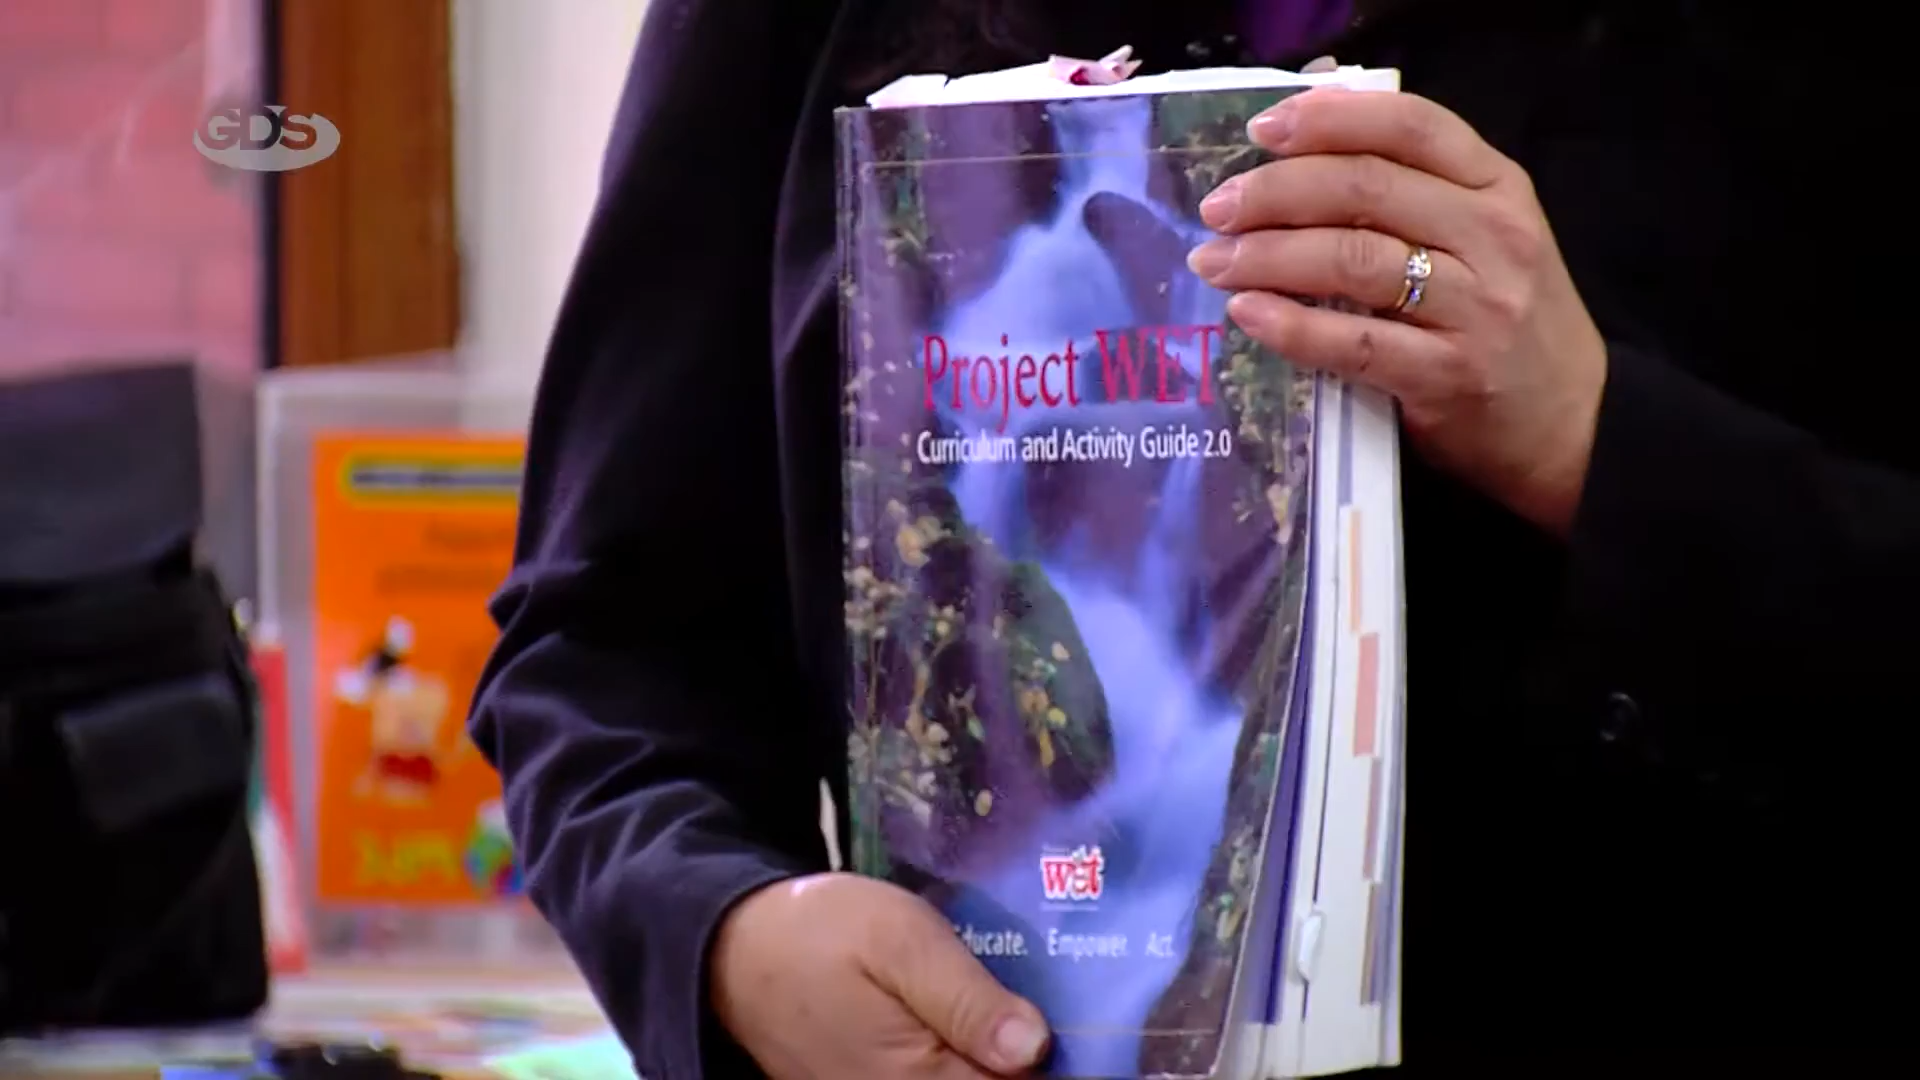 GDS
Project WET
Curriculum and Activity Guide 2.0
wet
Educate. Empower. Act.